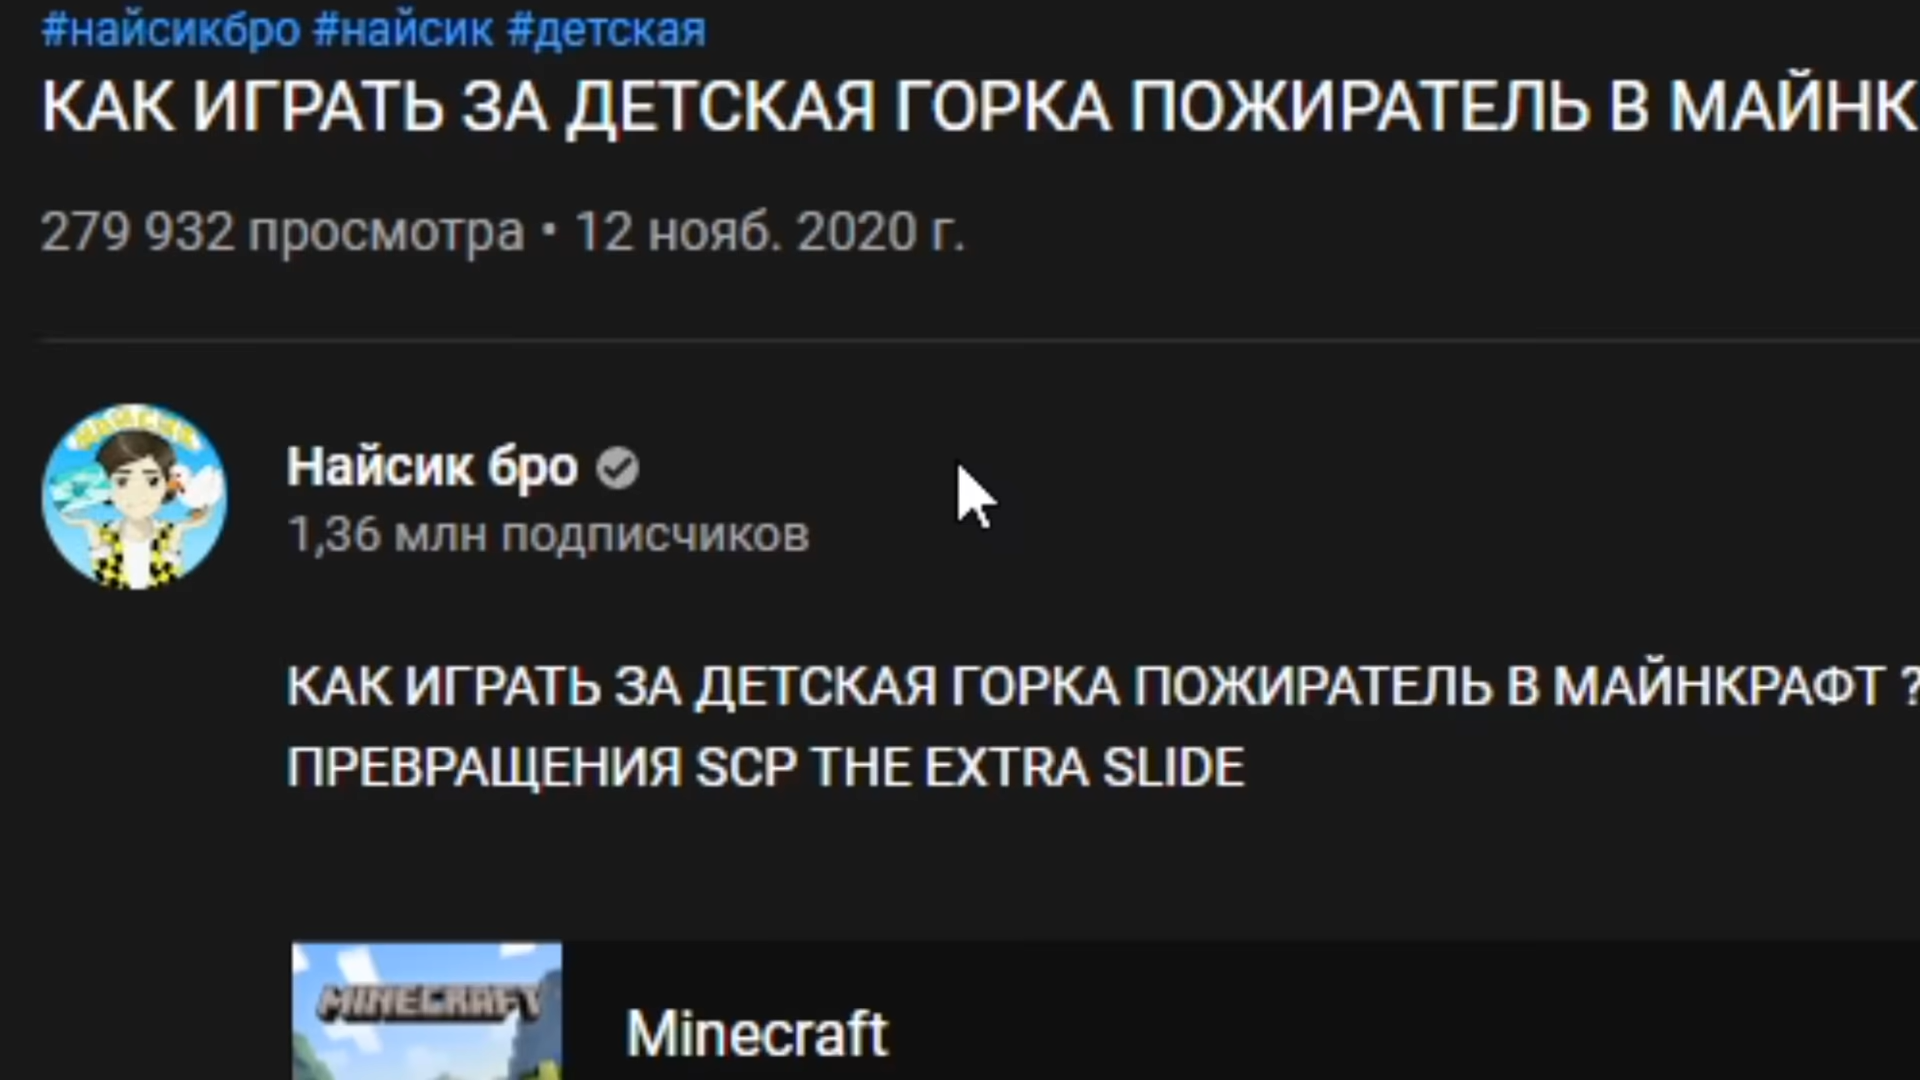 #найсикбро #найсик #детская
КАК ИГРАТЬ ЗА ДЕТСКАЯ ГОРКА ПОЖИРАТЕЛЬ В МАЙНК
279 932 просмотра • 12 нояб. 2020 г.
НАЙСИК
Найсик бро
1,36 млн подписчиков
КАК ИГРАТЬ ЗА ДЕТСКАЯ ГОРКА ПОЖИРАТЕЛЬ В МАЙНКРАФТ ?
ПРЕВРАЩЕНИЯ SCP THE EXTRA SLIDE
MINECRAFT
Minecraft